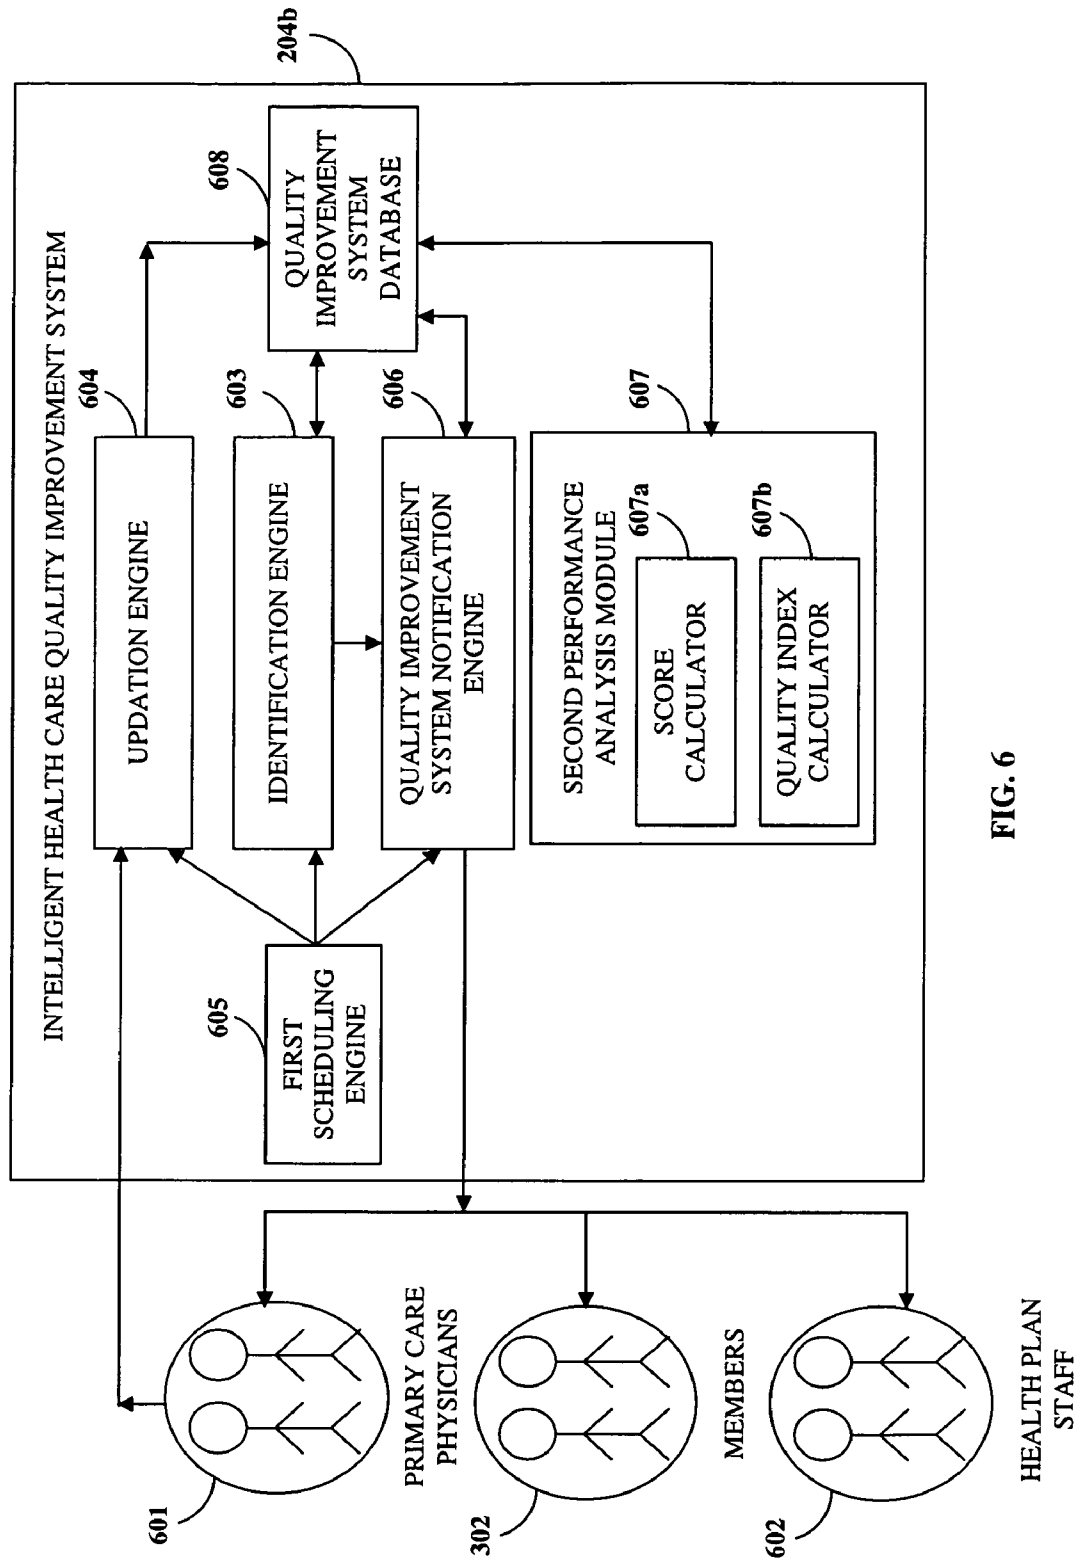 204b
INTELLIGENT HEALTH CARE QUALITY IMPROVEMENT SYSTEM
604
UPDATION ENGINE
608
QUALITY
IMPROVEMENT
SYSTEM
DATABASE
605
FIRST
SCHEDULING
ENGINE
603
IDENTIFICATION ENGINE
606
QUALITY IMPROVEMENT
SYSTEM NOTIFICATION
ENGINE
607
SECOND PERFORMANCE
ANALYSIS MODULE
607a
SCORE
CALCULATOR
607b
QUALITY INDEX
CALCULATOR
601
PRIMARY CARE
PHYSICIANS
302
MEMBERS
602
HEALTH PLAN
STAFF
FIG. 6